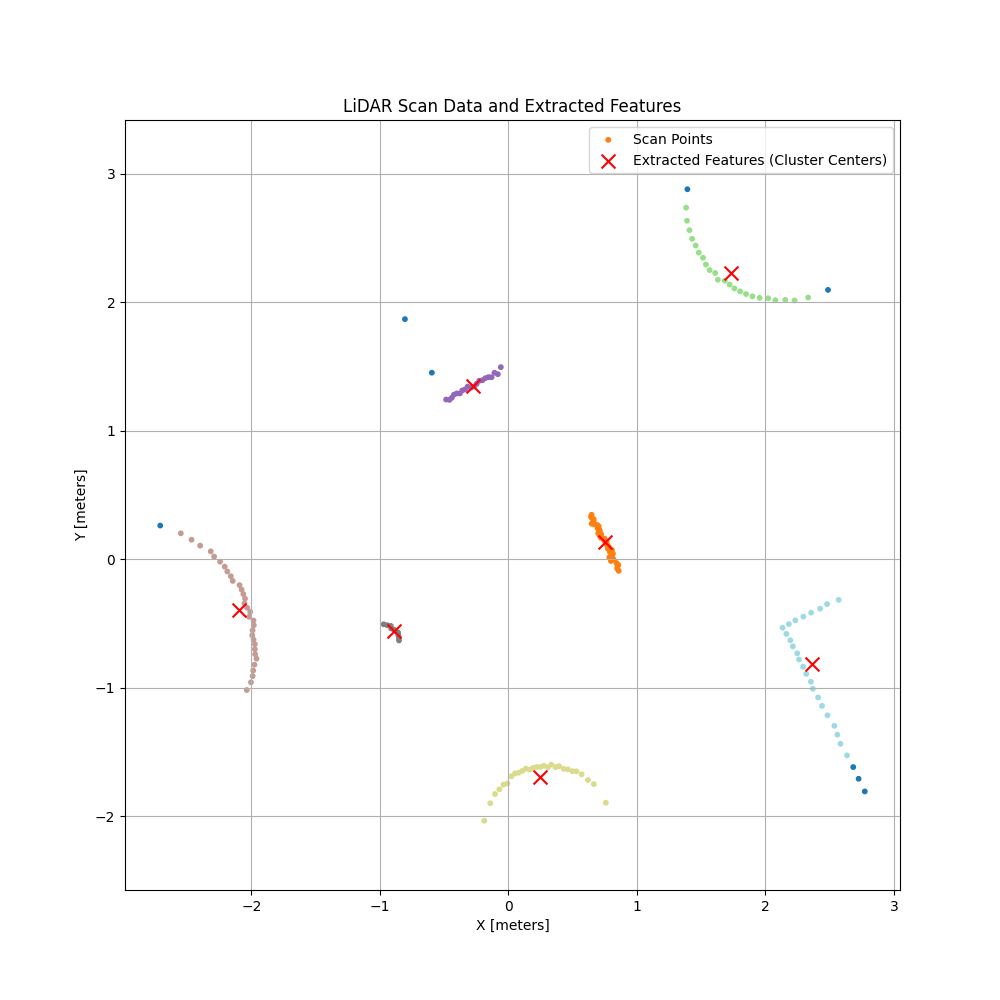 LiDAR Scan Data and Extracted Features
Scan Points
Extracted Features (Cluster Centers)
3
2
1
0
−1
−2
Y [meters]
−2
−1
0
1
2
3
X [meters]